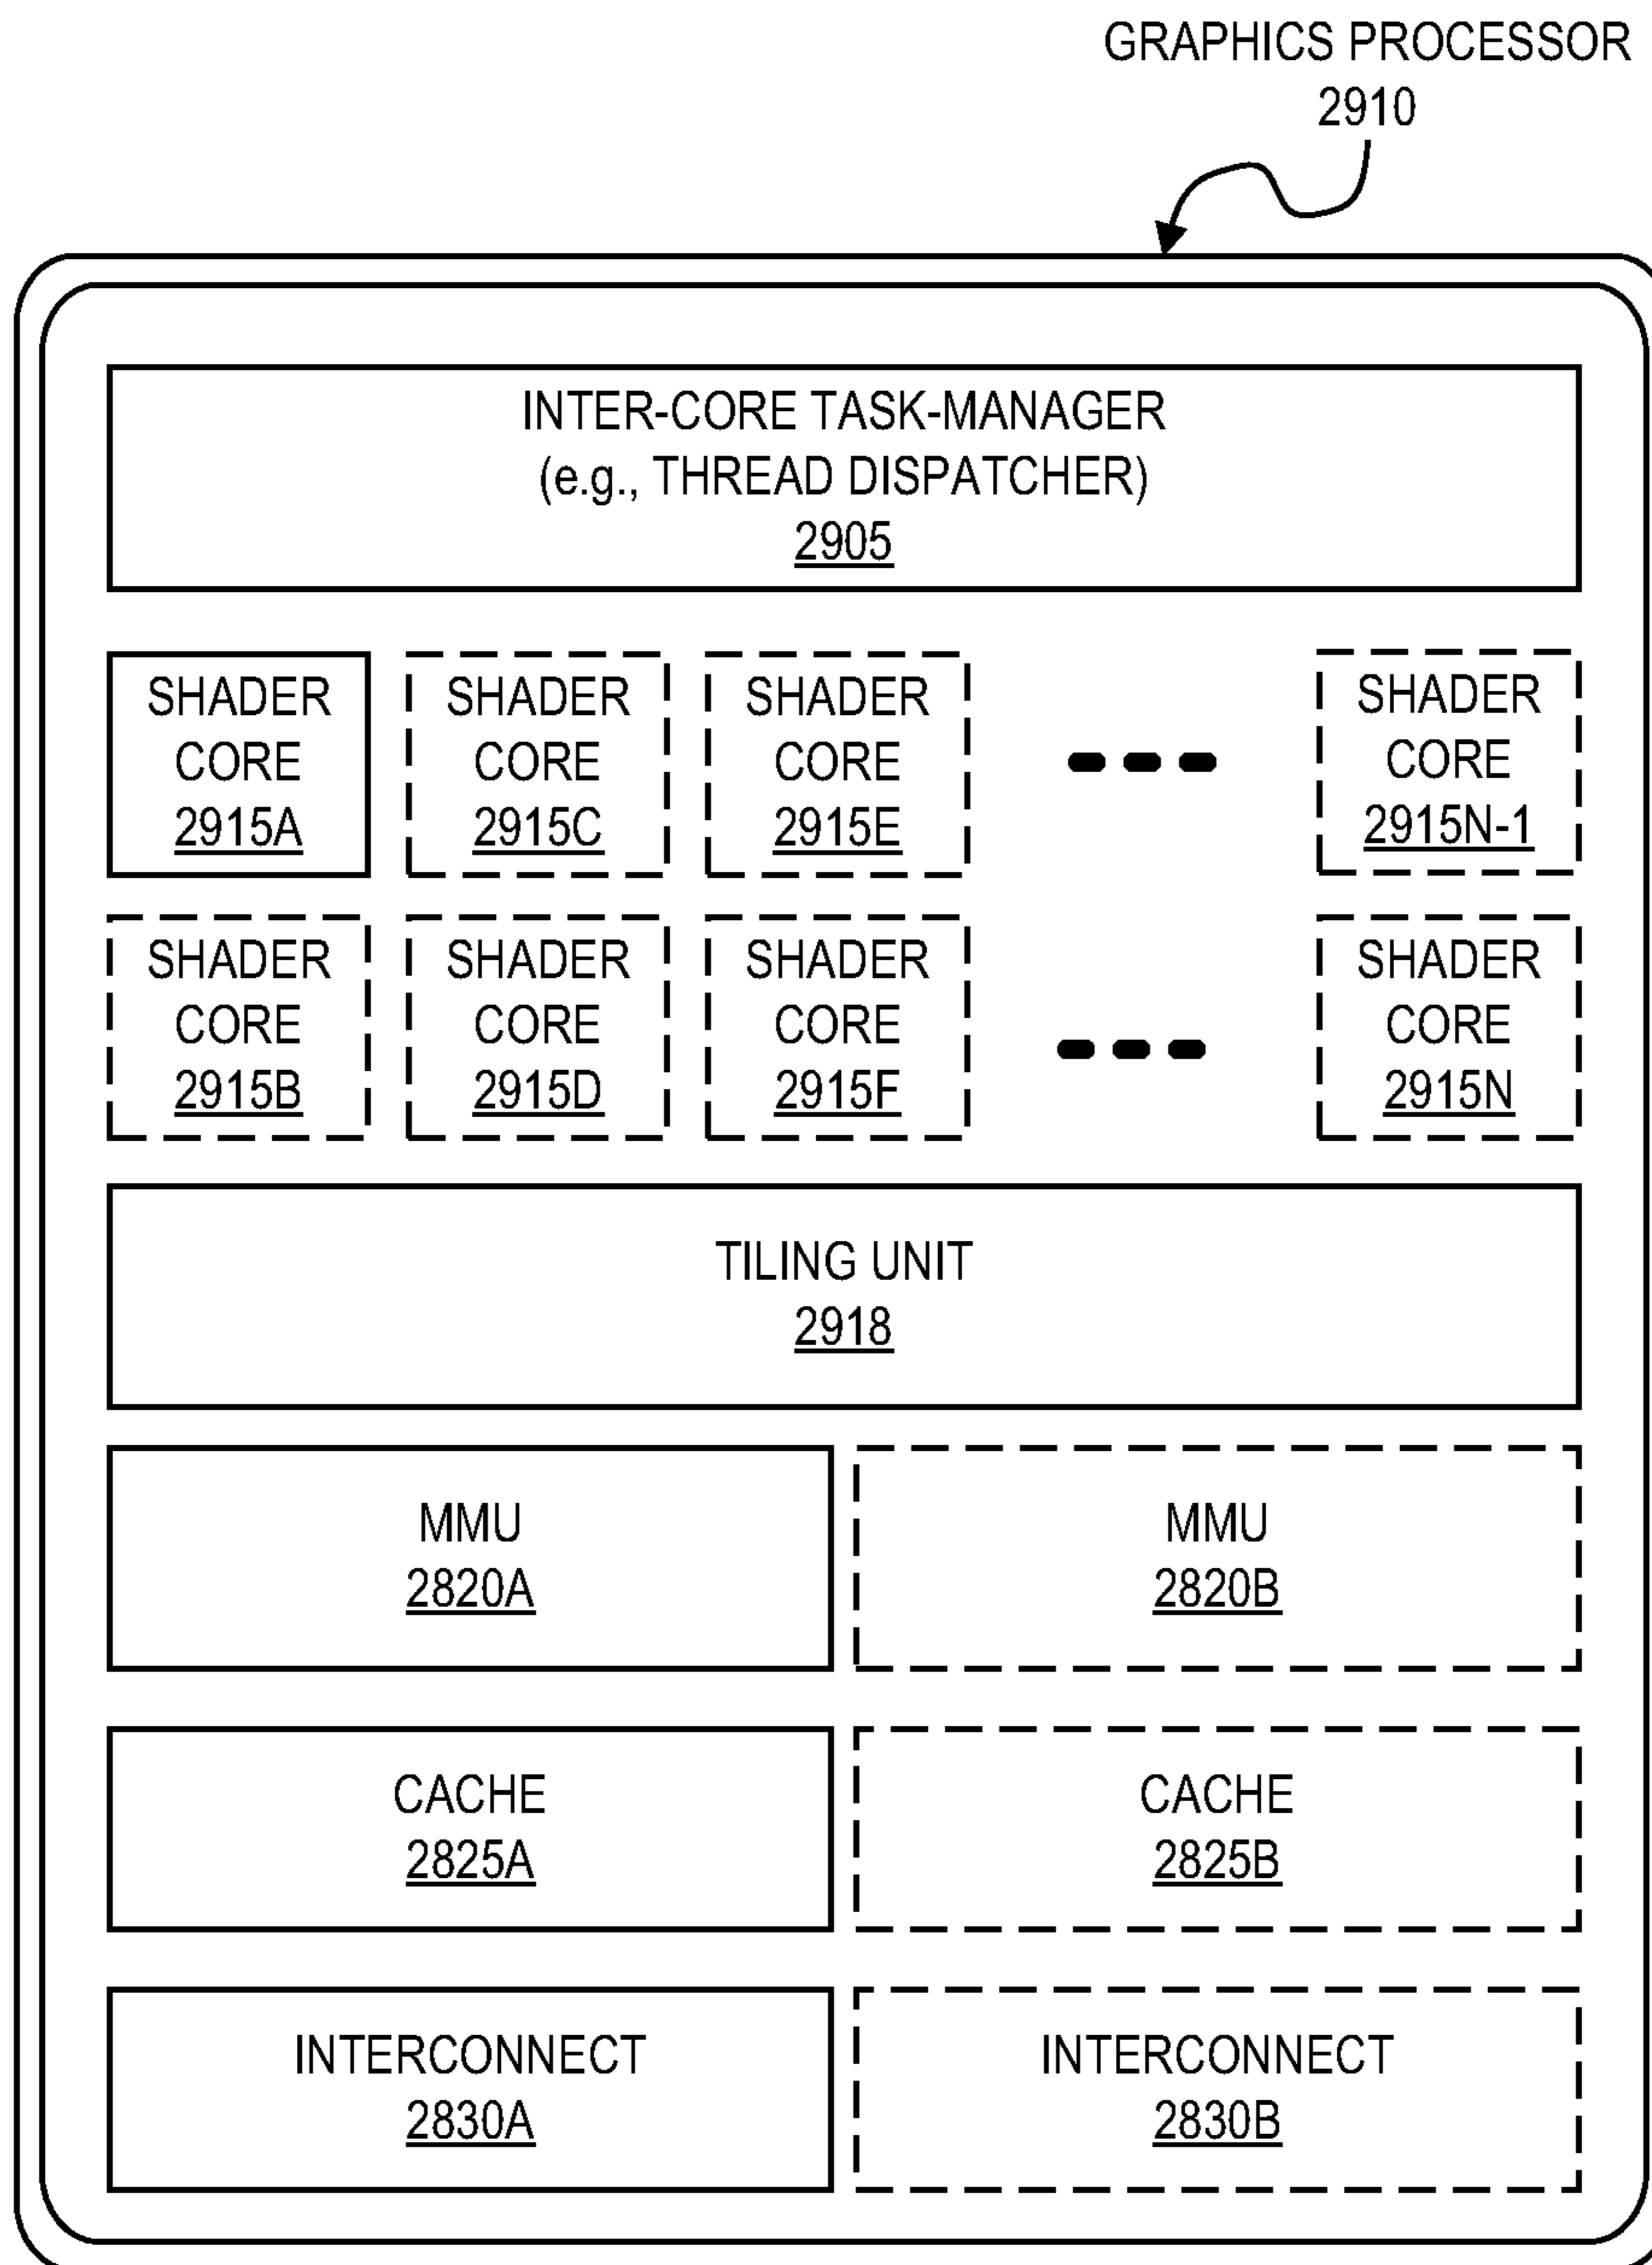 GRAPHICS PROCESSOR
2910
INTER-CORE TASK-MANAGER
(e.g., THREAD DISPATCHER)
2905
SHADER
CORE
2915A
SHADER
CORE
2915C
SHADER
CORE
2915E
SHADER
CORE
2915N-1
SHADER
CORE
2915B
SHADER
CORE
2915D
SHADER
CORE
2915F
SHADER
CORE
2915N
TILING UNIT
2918
MMU
2820A
MMU
2820B
CACHE
2825A
CACHE
2825B
INTERCONNECT
2830A
INTERCONNECT
2830B